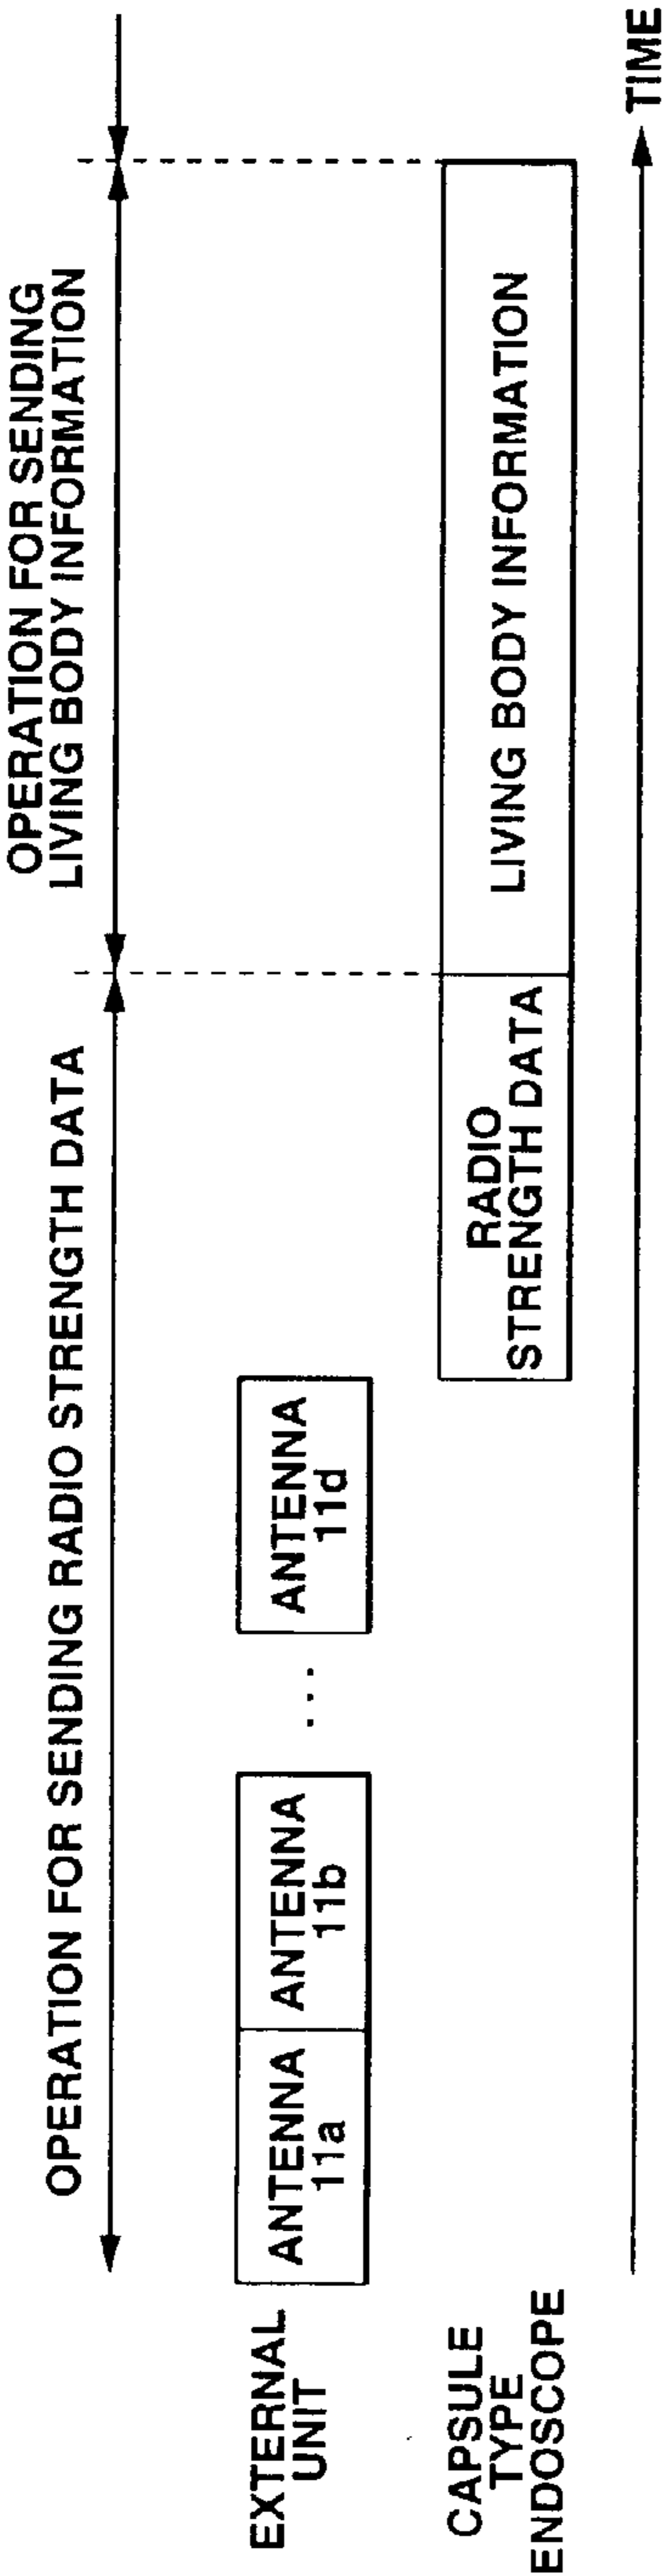 OPERATION FOR SENDING RADIO STRENGTH DATA
OPERATION FOR SENDING
LIVING BODY INFORMATION
EXTERNAL
UNIT
ANTENNA
11a
ANTENNA
11b
...
ANTENNA
11d
CAPSULE
TYPE
ENDOSCOPE
RADIO
STRENGTH DATA
LIVING BODY INFORMATION
TIME